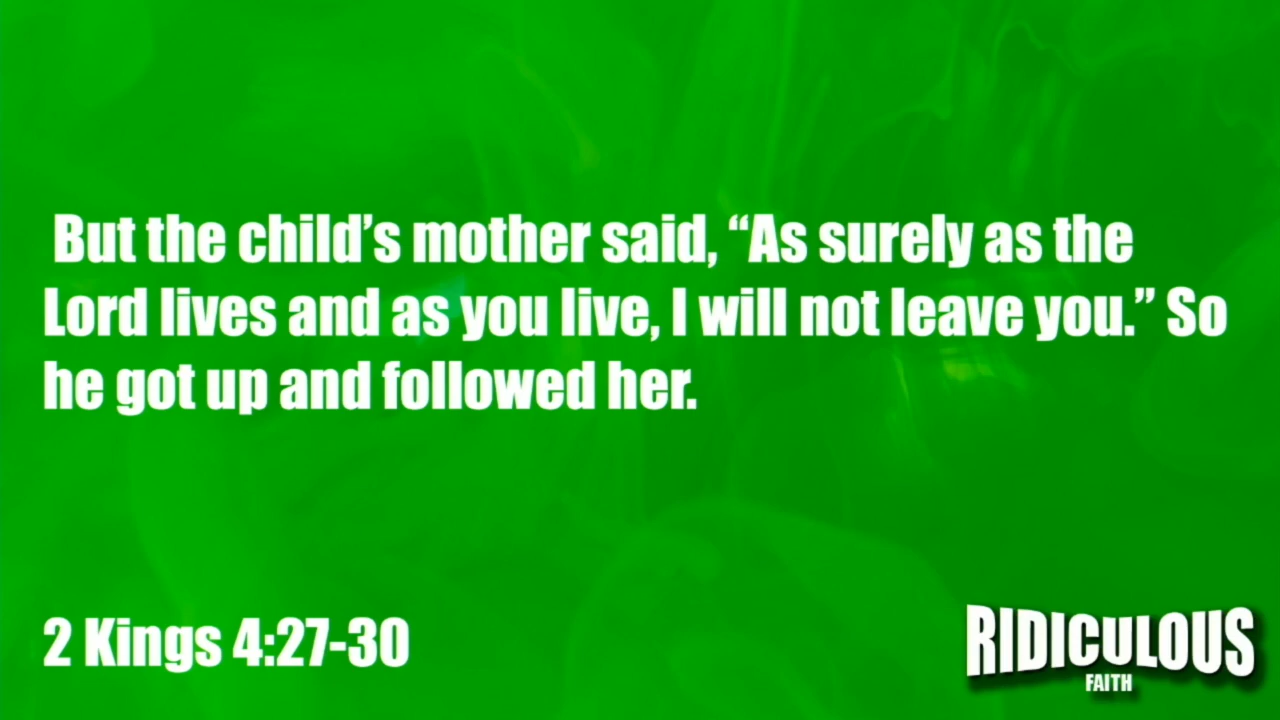 But the child’s mother said, “As surely as the
Lord lives and as you live, I will not leave you.” So
he got up and followed her.
2 Kings 4:27-30
RIDICULOUS
FAITH